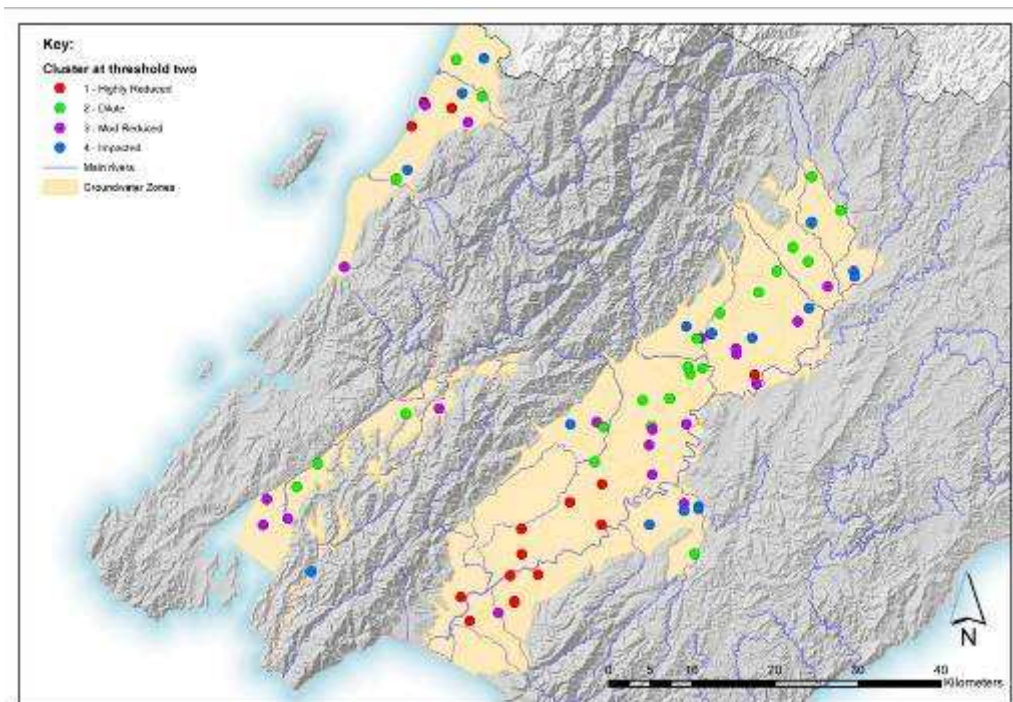 Key:
Cluster at threshold two
1 - Highly Reduced
2 - Dilute
3 - Mod Reduced
4 - Impacted
Main rivers
Groundwater Zones
N
0 5 10 20 30 40
Kilometers